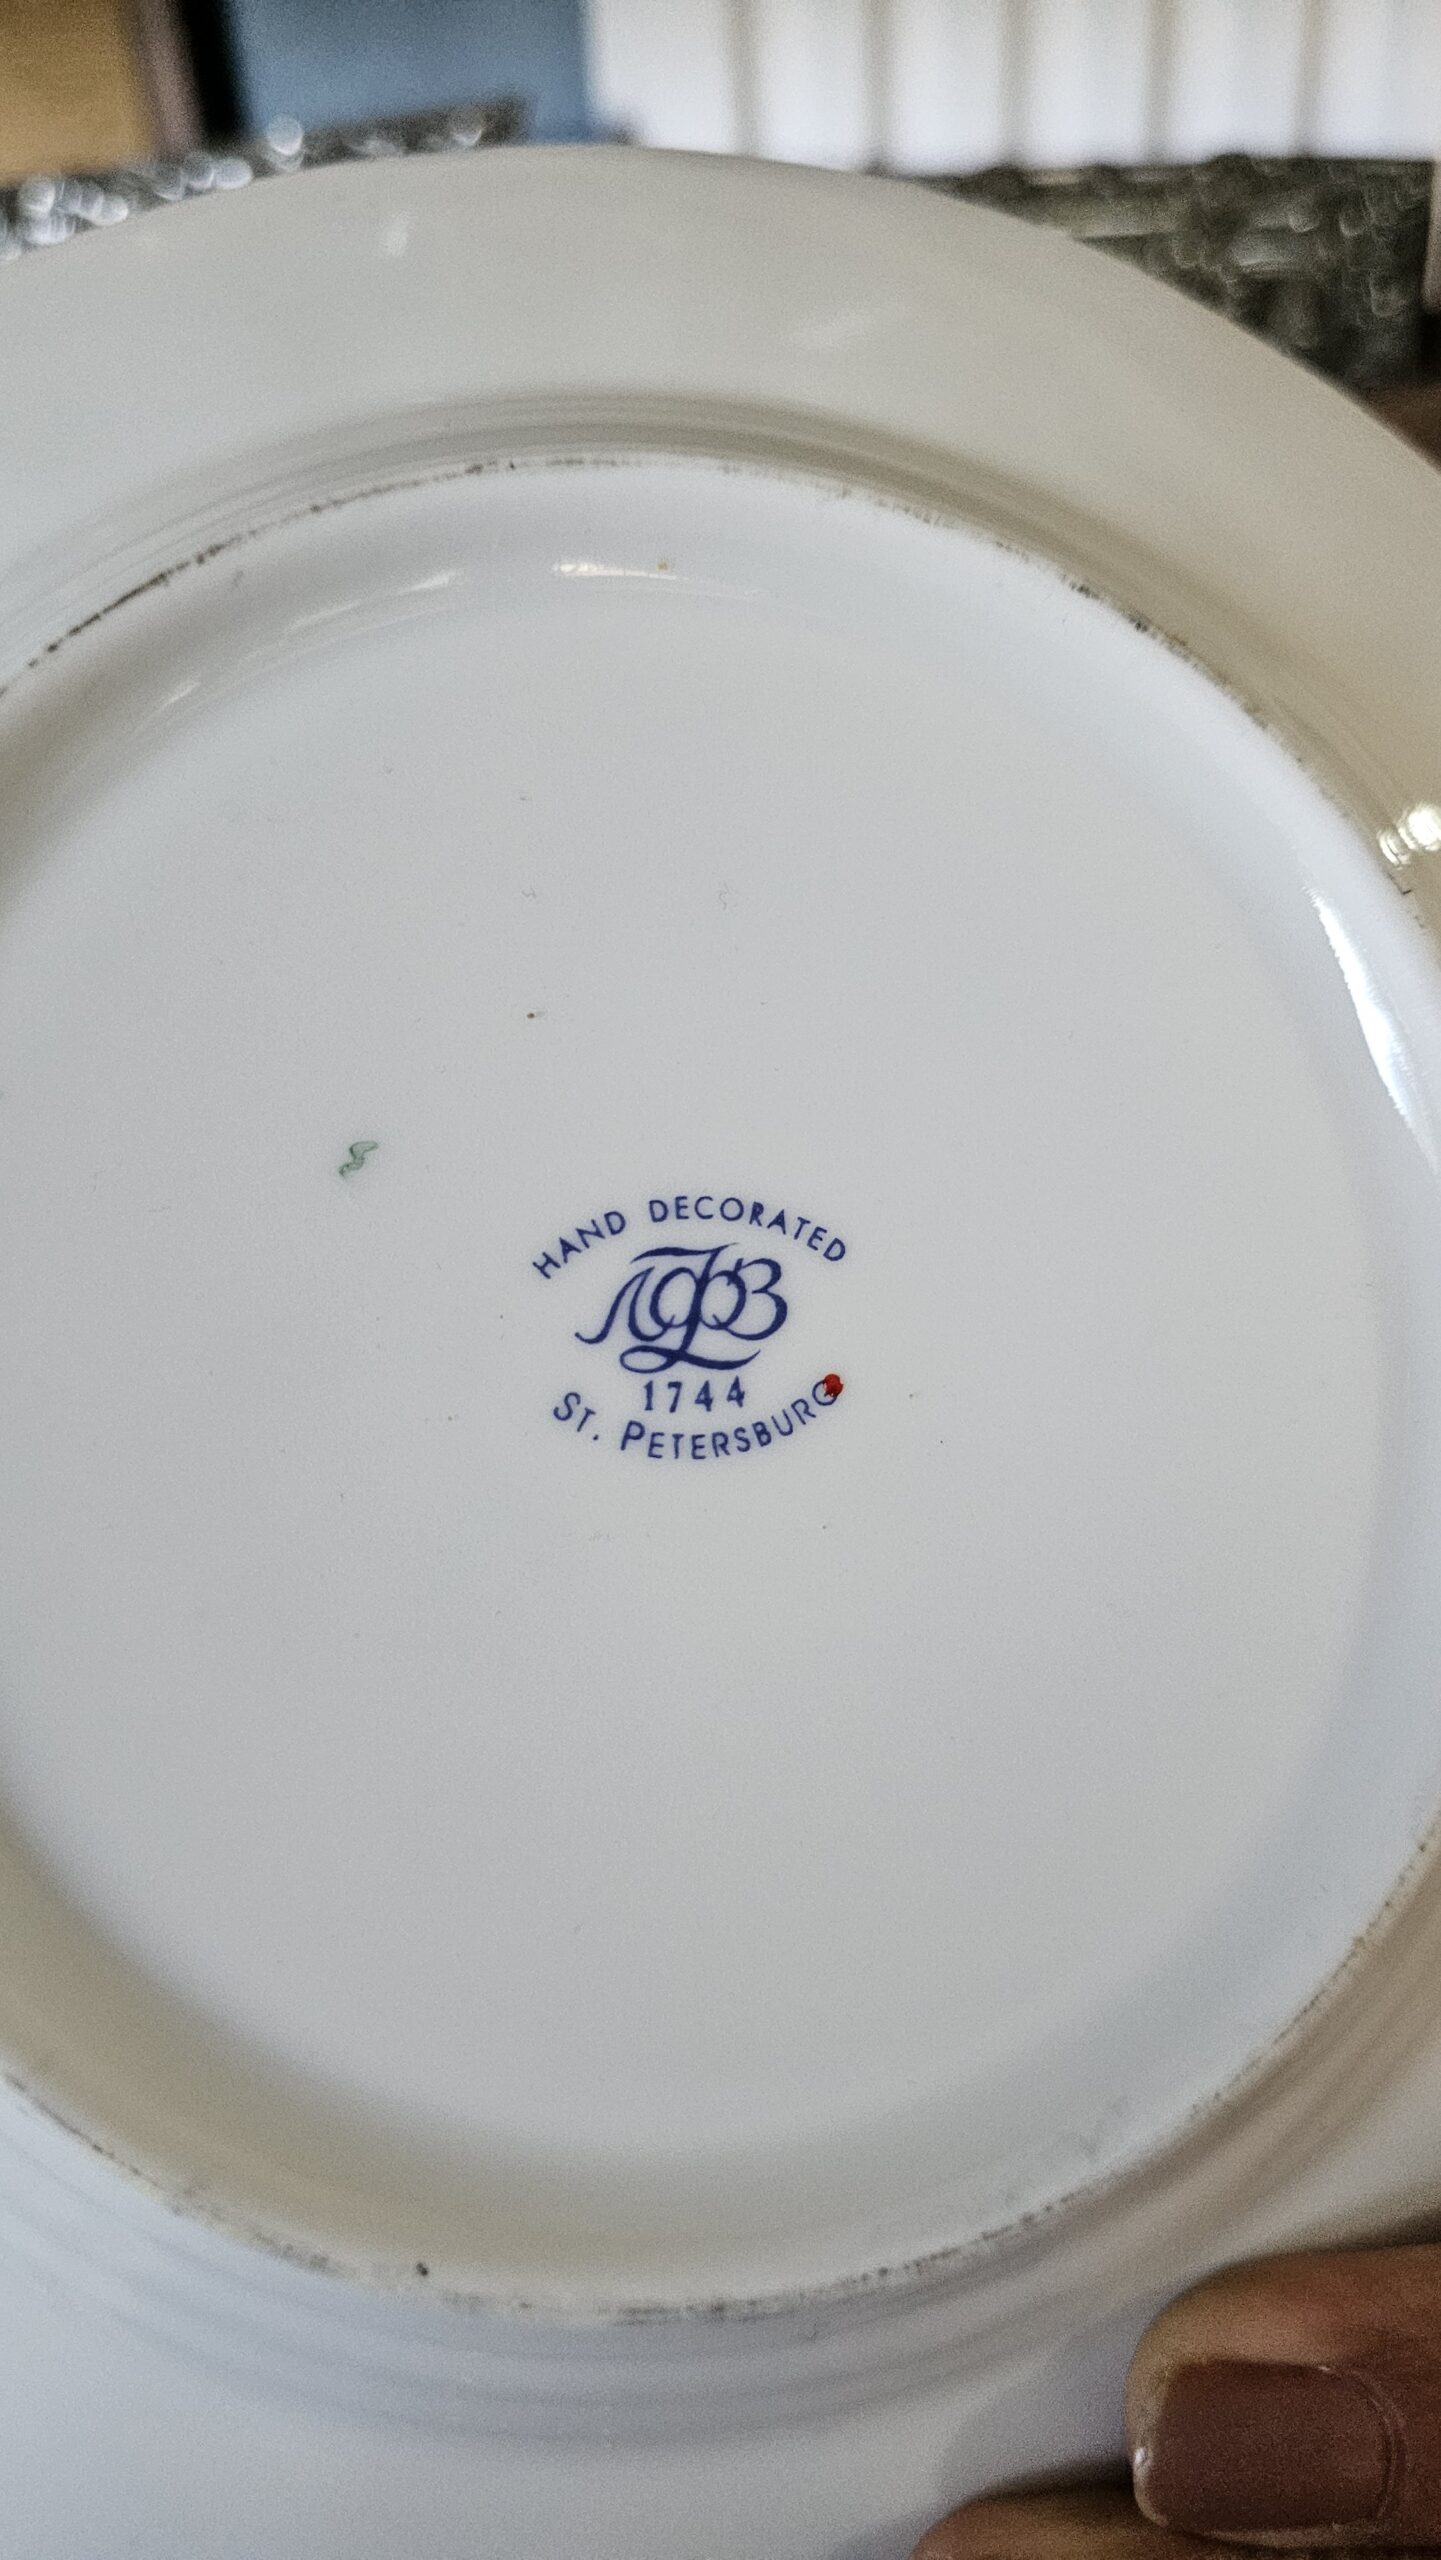 HAND DECORATED
ЛФЗ
1744
ST. PETERSBURG